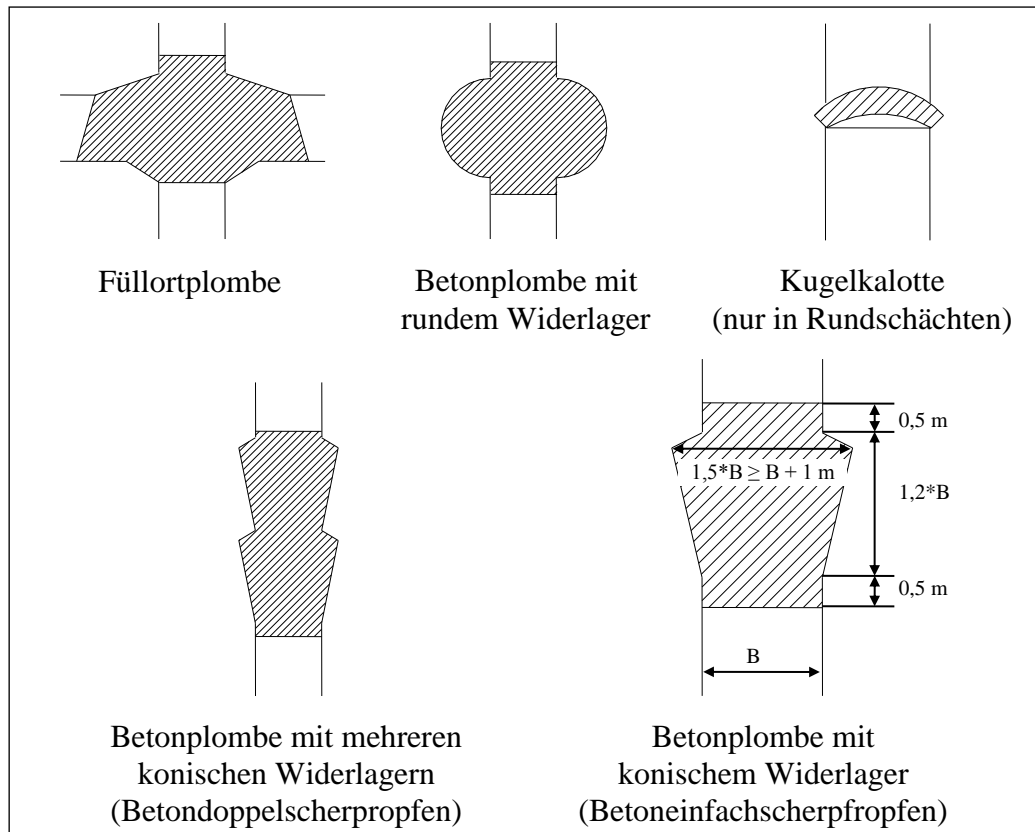 Füllortplombe
Betonplombe mit
rundem Widerlager
Kugelkalotte
(nur in Rundschächten)
0,5 m
1,5*B ≥ B + 1 m
1,2*B
0,5 m
B
Betonplombe mit mehreren
konischen Widerlagern
(Betondoppelscherpropfen)
Betonplombe mit
konischem Widerlager
(Betoneinfachscherpfropfen)